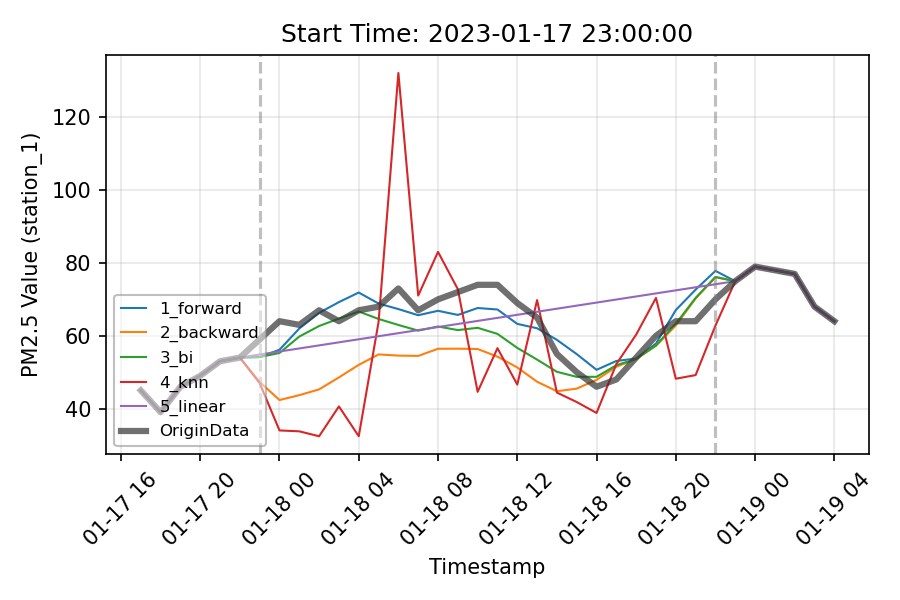 Start Time: 2023-01-17 23:00:00
PM2.5 Value (station_1)
120
100
80
60
40
1_forward
2_backward
3_bi
4_knn
5_linear
OriginData
01-17 16
01-17 20
01-18 00
01-18 04
01-18 08
01-18 12
01-18 16
01-18 20
01-19 00
01-19 04
Timestamp